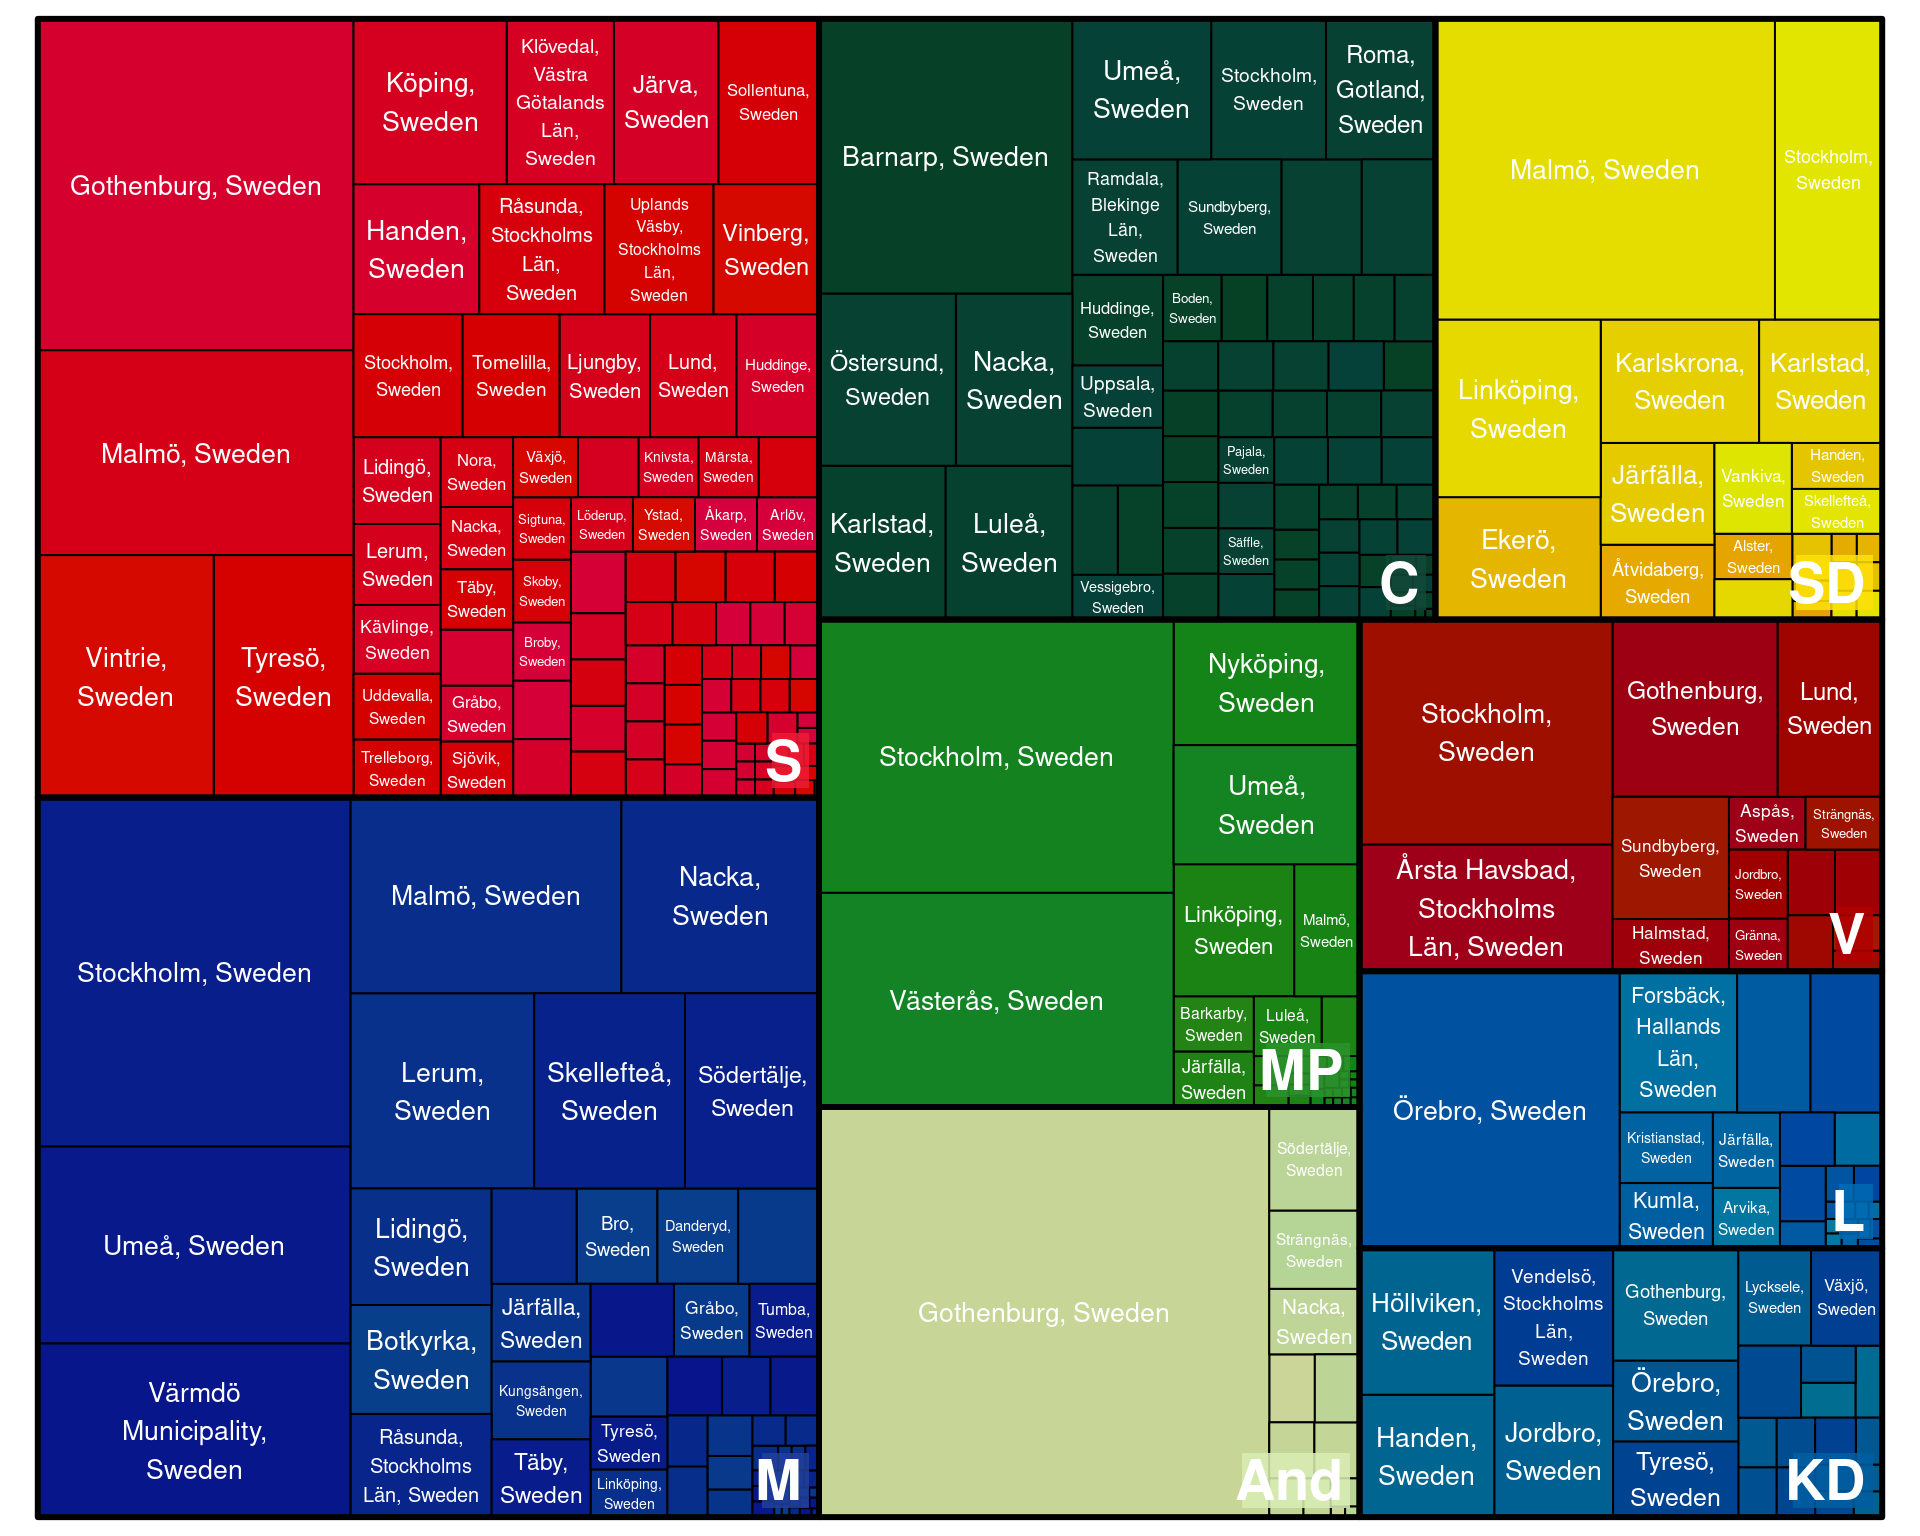 Gothenburg, Sweden
Malmö, Sweden
Vintrie,
Sweden
Tyresö,
Sweden
Köping,
Sweden
Klövedal,
Västra
Götalands
Län,
Sweden
Järva,
Sweden
Sollentuna,
Sweden
Handen,
Sweden
Råsunda,
Stockholms
Län,
Sweden
Uplands
Väsby,
Stockholms
Län,
Sweden
Vinberg,
Sweden
Stockholm,
Sweden
Tomelilla,
Sweden
Ljungby,
Sweden
Lund,
Sweden
Huddinge,
Sweden
Lidingö,
Sweden
Lerum,
Sweden
Kävlinge,
Sweden
Uddevalla,
Sweden
Trelleborg,
Sweden
Nora,
Sweden
Nacka,
Sweden
Täby,
Sweden
Gråbo,
Sweden
Sjövik,
Sweden
Växjö,
Sweden
Knivsta,
Sweden
Märsta,
Sweden
Sigtuna,
Sweden
Löderup,
Sweden
Ystad,
Sweden
Åkarp,
Sweden
Arlöv,
Sweden
Skoby,
Sweden
Broby,
Sweden
S
Stockholm, Sweden
Umeå, Sweden
Värmdö
Municipality,
Sweden
Malmö, Sweden
Nacka,
Sweden
Lerum,
Sweden
Skellefteå,
Sweden
Södertälje,
Sweden
Lidingö,
Sweden
Botkyrka,
Sweden
Råsunda,
Stockholms
Län, Sweden
Bro,
Sweden
Danderyd,
Sweden
Järfälla,
Sweden
Gråbo,
Sweden
Tumba,
Sweden
Kungsängen,
Sweden
Täby,
Sweden
Tyresö,
Sweden
Linköping,
Sweden
M
Barnarp, Sweden
Östersund,
Sweden
Nacka,
Sweden
Karlstad,
Sweden
Luleå,
Sweden
Umeå,
Sweden
Stockholm,
Sweden
Roma,
Gotland,
Sweden
Ramdala,
Blekinge
Län,
Sweden
Sundbyberg,
Sweden
Huddinge,
Sweden
Boden,
Sweden
Uppsala,
Sweden
Pajala,
Sweden
Säffle,
Sweden
Vessigebro,
Sweden
C
Stockholm, Sweden
Västerås, Sweden
Nyköping,
Sweden
Umeå,
Sweden
Linköping,
Sweden
Malmö,
Sweden
Barkarby,
Sweden
Luleå,
Sweden
Järfälla,
Sweden
MP
Gothenburg, Sweden
Södertälje,
Sweden
Strängnäs,
Sweden
Nacka,
Sweden
And
Malmö, Sweden
Stockholm,
Sweden
Linköping,
Sweden
Ekerö,
Sweden
Karlskrona,
Sweden
Karlstad,
Sweden
Järfälla,
Sweden
Åtvidaberg,
Sweden
Vankiva,
Sweden
Handen,
Sweden
Skellefteå,
Sweden
Alster,
Sweden
SD
Stockholm,
Sweden
Årsta Havsbad,
Stockholms
Län, Sweden
Gothenburg,
Sweden
Lund,
Sweden
Sundbyberg,
Sweden
Aspås,
Sweden
Strängnäs,
Sweden
Jordbro,
Sweden
Halmstad,
Sweden
Gränna,
Sweden
V
Örebro, Sweden
Forsbäck,
Hallands
Län,
Sweden
Kristianstad,
Sweden
Järfälla,
Sweden
Kumla,
Sweden
Arvika,
Sweden
L
Höllviken,
Sweden
Handen,
Sweden
Vendelsö,
Stockholms
Län,
Sweden
Jordbro,
Sweden
Gothenburg,
Sweden
Örebro,
Sweden
Tyresö,
Sweden
Lycksele,
Sweden
Växjö,
Sweden
KD